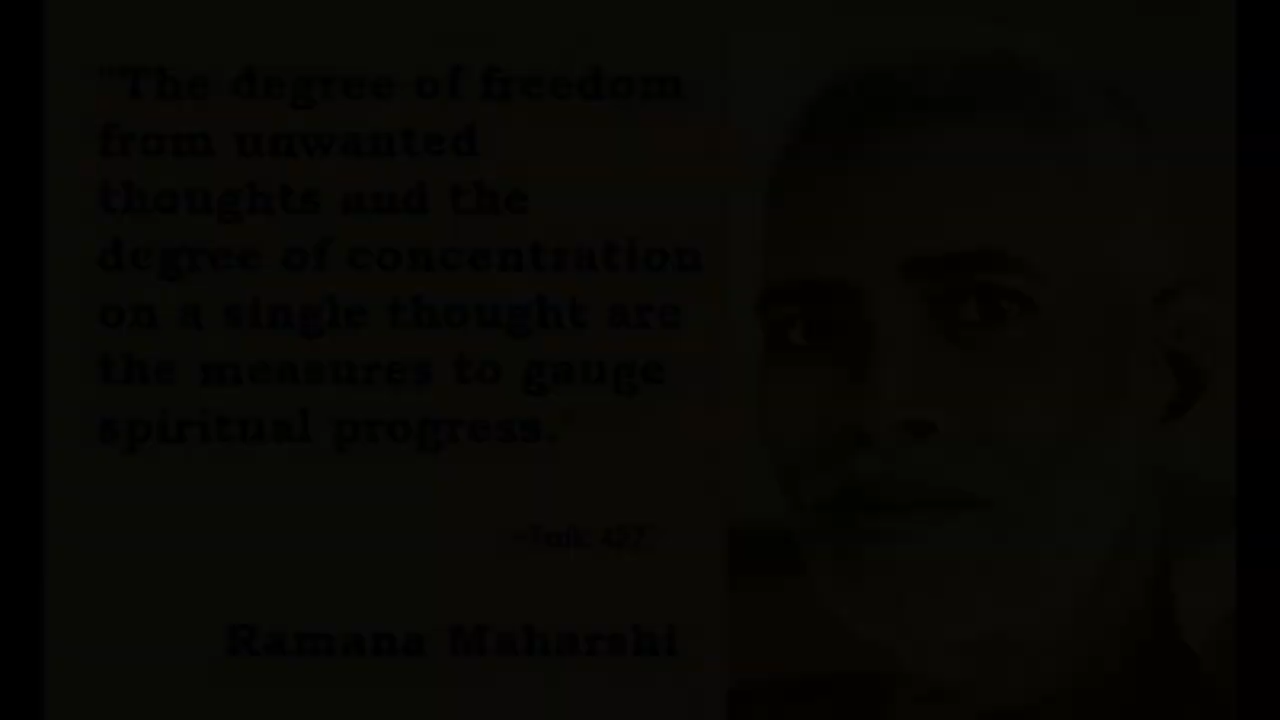 "The degree of freedom
from unwanted
thoughts and the
degree of concentration
on a single thought are
the measures to gauge
spiritual progress.
~Talk
Ramana Maharshi